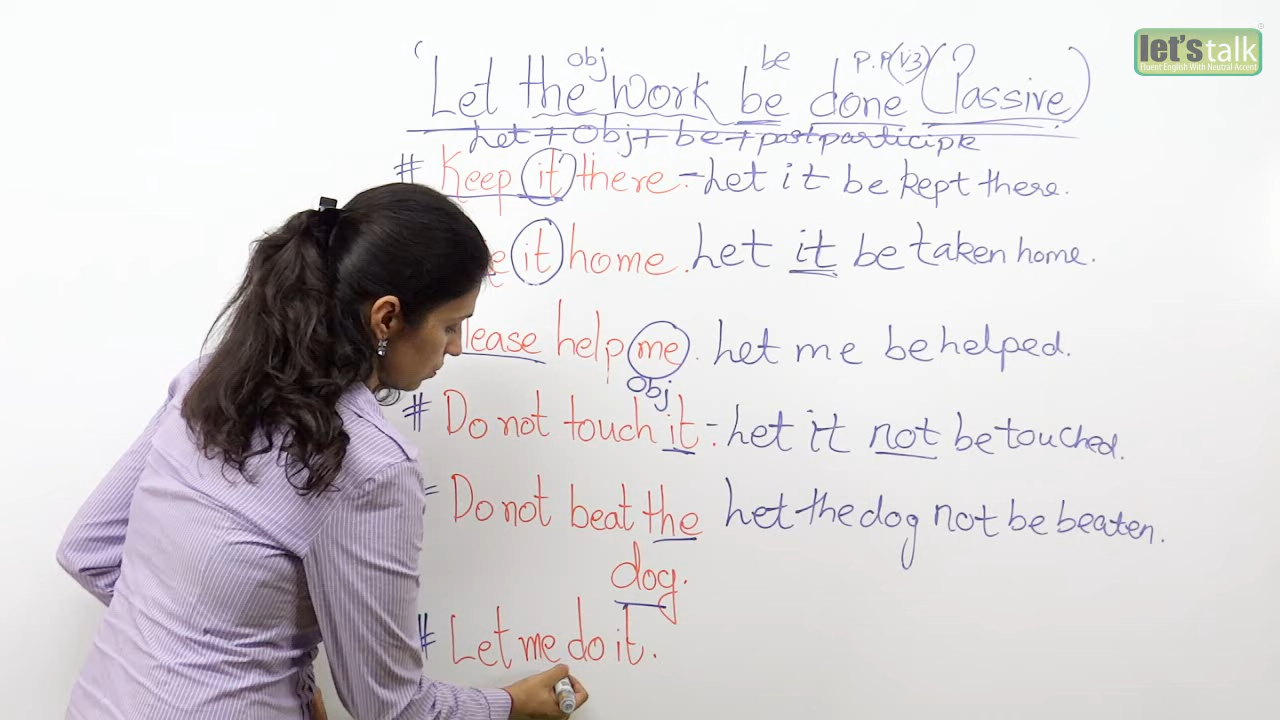 let's talk
Fluent English With Neutral Accent
obj be P.P(V3)
Let the Work be done (Passive)
Let + Obj + be + past participle
# Keep it there. - Let it be kept there.
it home. Let it be taken home.
Please help me. Let me be helped.
Obj
# Do not touch it. - Let it not be touched.
Do not beat the Let the dog not be beaten.
dog.
# Let me do it.